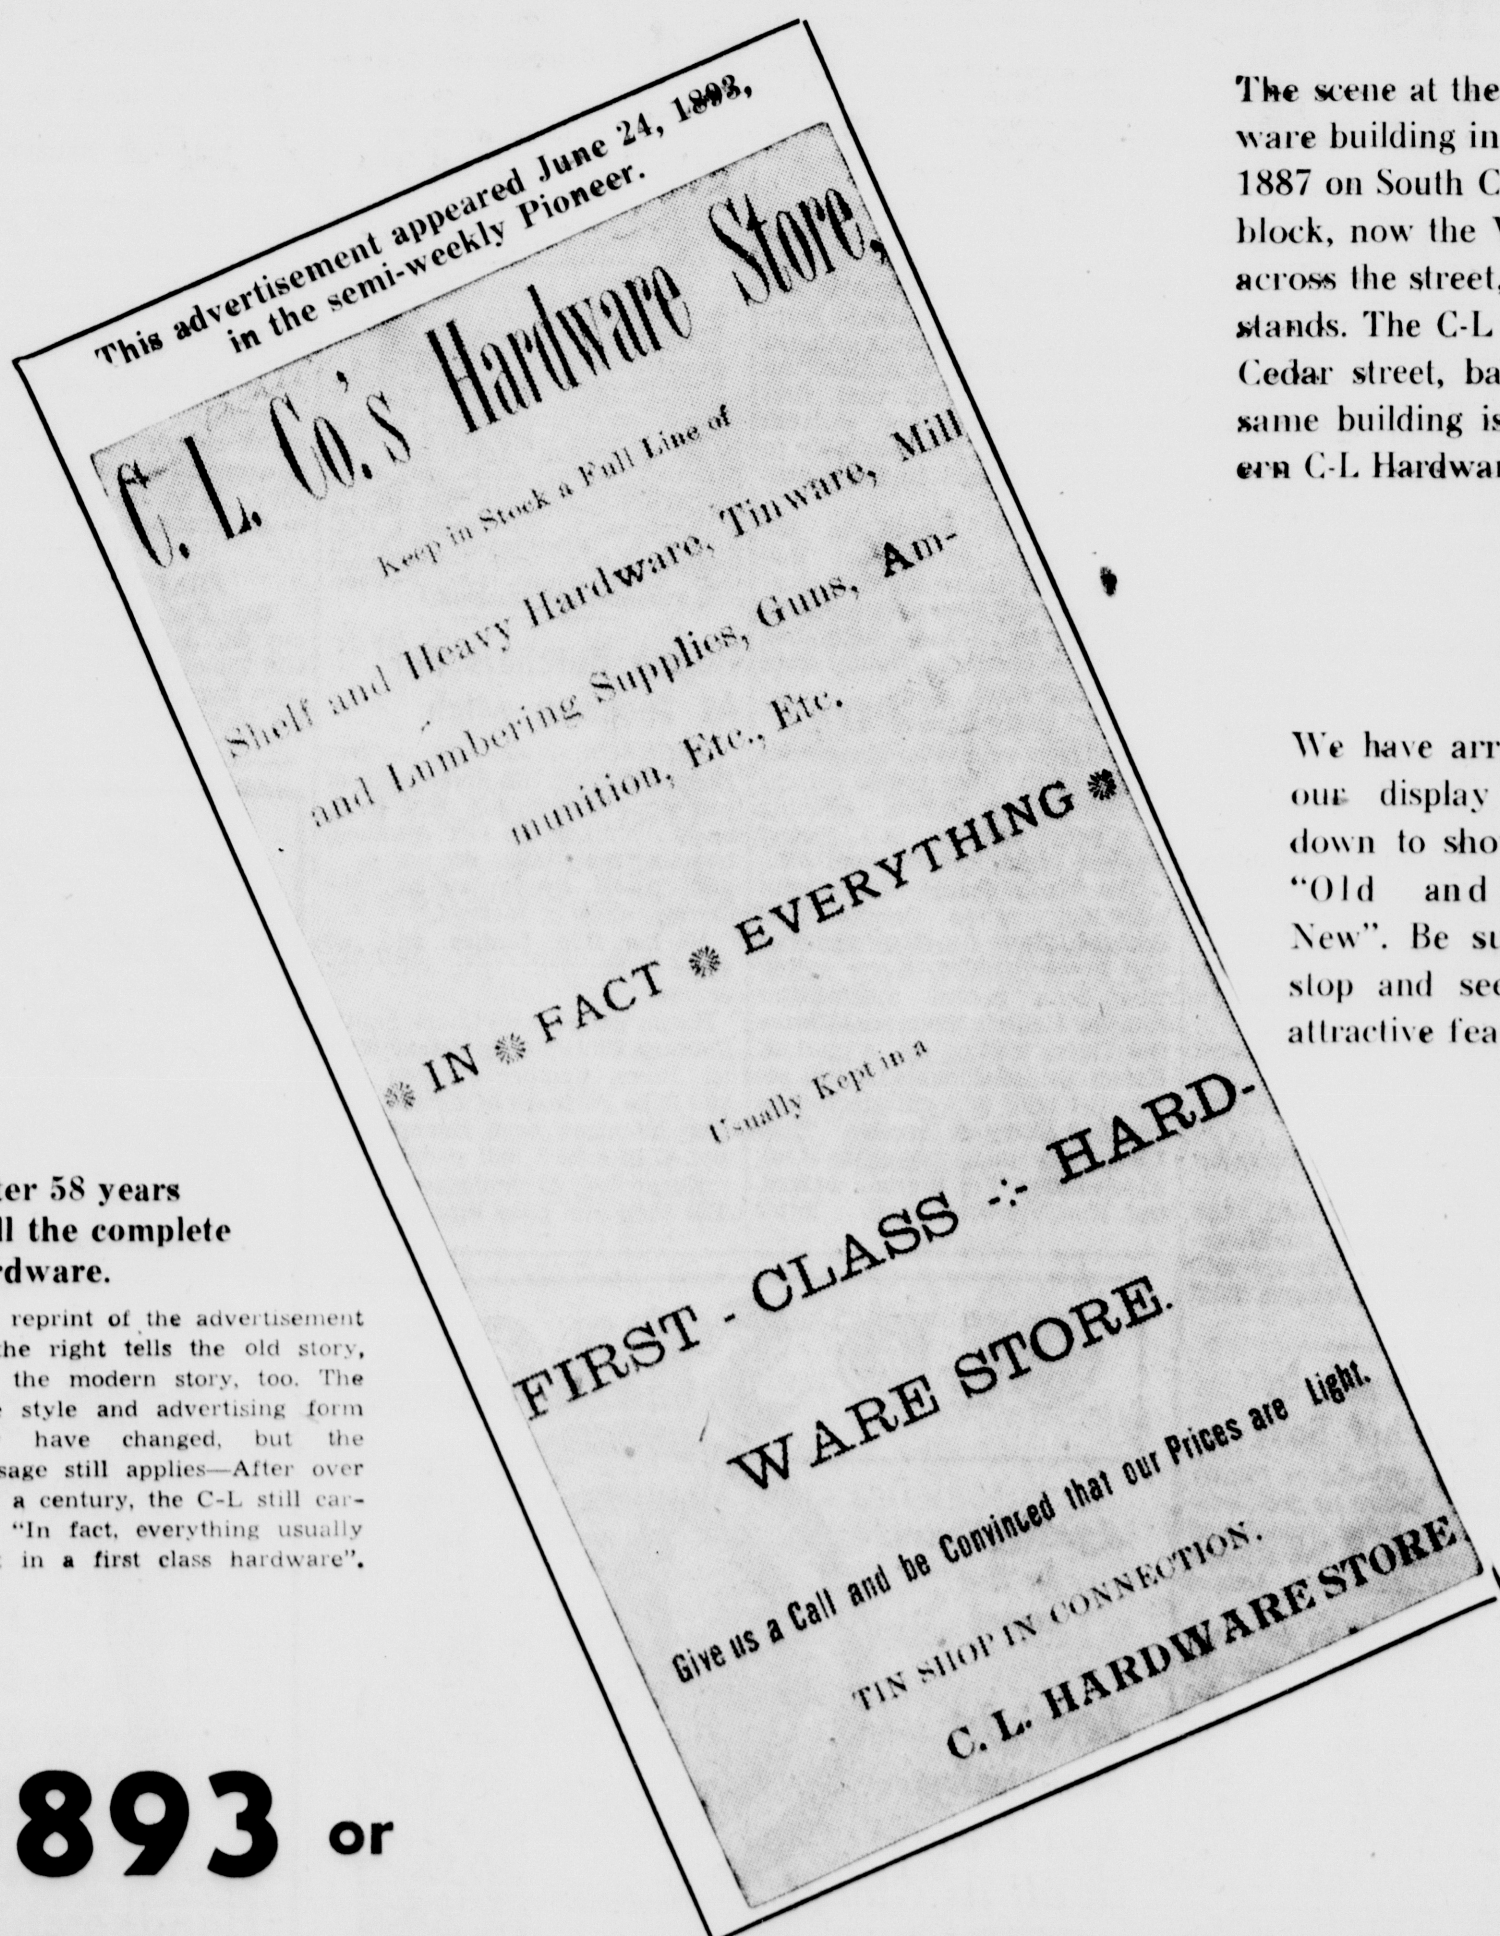 This advertisement appeared June 24, 1893,
in the semi-weekly Pioneer.
C. L. Co.'s Hardware Store,
Keep in Stock a Full Line of
Shelf and Heavy Hardware, Tinware, Mill
and Lumbering Supplies, Guns, Am-
munition, Etc., Etc.
IN FACT EVERYTHING
Usually Kept in a
FIRST - CLASS HARD-
WARE STORE.
Give us a Call and be Convinced that our Prices are Light.
TIN SHOP IN CONNECTION.
C. L. HARDWARE STORE
The scene at the
ware building in
1887 on South C
block, now the
across the street,
stands. The C-L
Cedar street, ba
same building is
ern C-L Hardwar
We have arr
our display
down to sho
"Old and
New". Be su
stop and see
attractive fea
ter 58 years
ll the complete
rdware.
reprint of the advertisement
the right tells the old story,
the modern story, too. The
style and advertising form
have changed, but the
sage still applies—After over
a century, the C-L still car-
"In fact, everything usually
in a first class hardware".
893 or